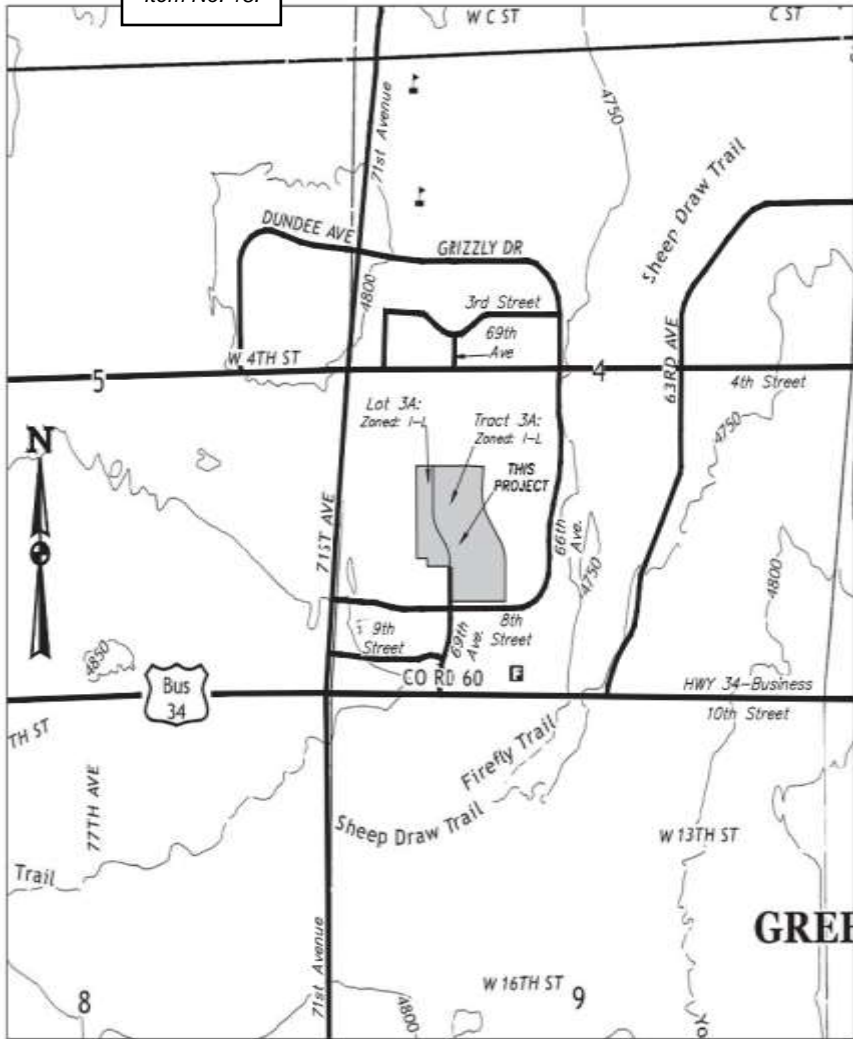 Item No. 18.
W C ST
C ST
71st Avenue
4750
Sheep Draw Trail
DUNDEE AVE
GRIZZLY DR
4800
3rd Street
69th
Ave
W 4TH ST
5
4
63RD AVE
4th Street
Lot 3A:
Zoned: I-L
Tract 3A:
Zoned: I-L
THIS
PROJECT
4750
N
71ST AVE
66th
Ave.
4750
4800
9th
Street
69th
Ave.
8th
Street
4850
Bus
34
CO RD 60
F
HWY 34-Business
10th Street
TH ST
77TH AVE
Firefly Trail
Sheep Draw Trail
W 13TH ST
Trail
GREE
71st Avenue
8
4800
W 16TH ST
9
Yo